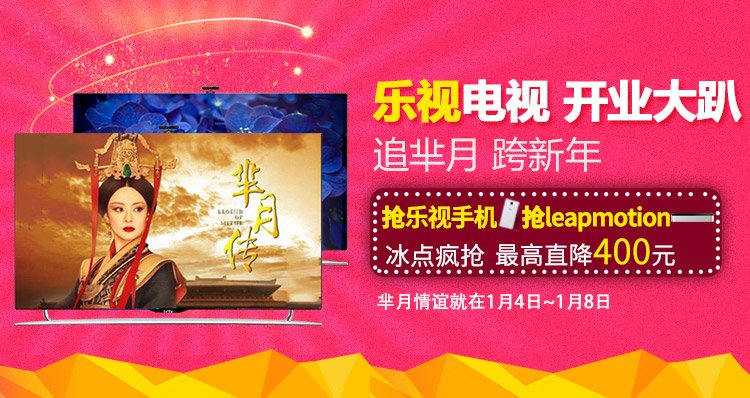 乐视电视 开业大趴
追芈月 跨新年
抢乐视手机 抢leapmotion
冰点疯抢 最高直降400元
芈月情谊就在1月4日~1月8日
芈月传
LEGEND
OF
MI YUE